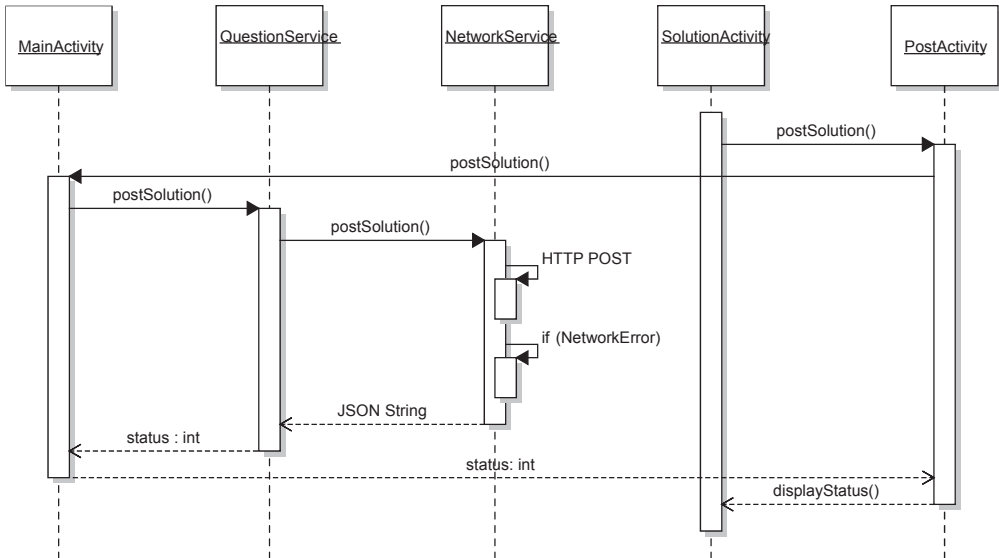 MainActivity
QuestionService
NetworkService
SolutionActivity
PostActivity
postSolution()
postSolution()
postSolution()
postSolution()
HTTP POST
if (NetworkError)
JSON String
status : int
status: int
displayStatus()